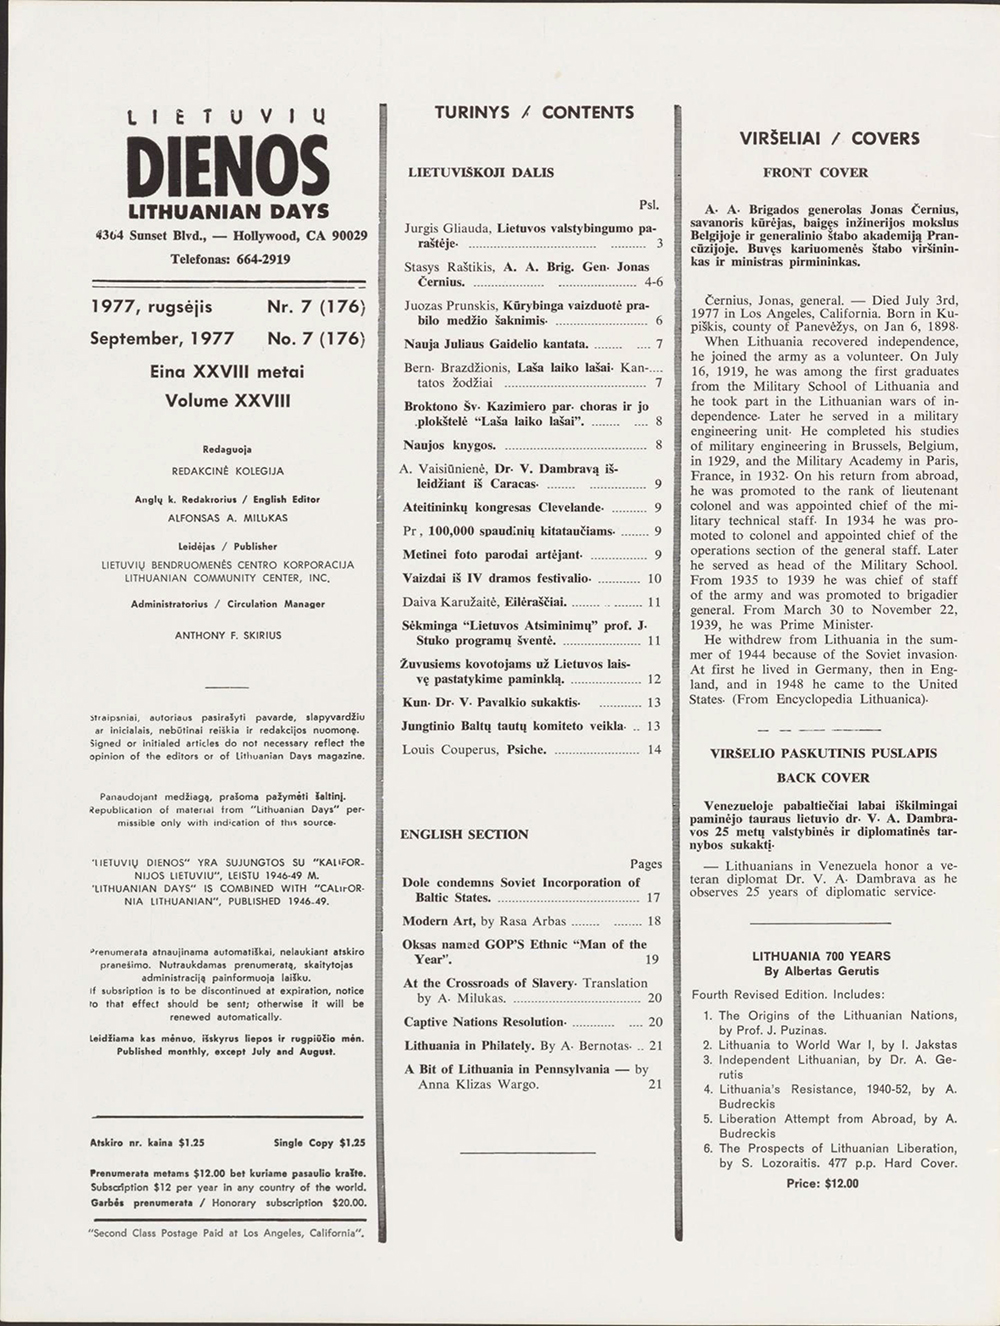 LIETUVIŲ
DIENOS
LITHUANIAN DAYS
4364 Sunset Blvd., — Hollywood, CA 90029
Telefonas: 664-2919
1977, rugsėjis Nr. 7 (176)
September, 1977 No. 7 (176)
Eina XXVIII metai
Volume XXVIII
Redaguoja
REDAKCINĖ KOLEGIJA
Anglų k. Redaktorius / English Editor
ALFONSAS A. MILUKAS
Leidėjas / Publisher
LIETUVIŲ BENDRUOMENĖS CENTRO KORPORACIJA
LITHUANIAN COMMUNITY CENTER, INC.
Administratorius / Circulation Manager
ANTHONY F. SKIRIUS
Straipsniai, autoriaus pasirašyti pavarde, slapyvardžiu
ar inicialais, nebūtinai reiškia ir redakcijos nuomonę.
Signed or initialed articles do not necessary reflect the
opinion of the editors or of Lithuanian Days magazine.
Panaudojant medžiagą, prašoma pažymėti šaltinį.
Republication of material from "Lithuanian Days" per-
missible only with indication of this source.
"LIETUVIŲ DIENOS" YRA SUJUNGTOS SU "KALIFOR-
NIJOS LIETUVIU", LEISTU 1946-49 M.
"LITHUANIAN DAYS" IS COMBINED WITH "CALIFOR-
NIA LITHUANIAN", PUBLISHED 1946-49.
Prenumerata atnaujinama automatiškai, nelaukiant atskiro
pranešimo. Nutraukdamas prenumeratą, skaitytojas
administraciją painformuoja laišku.
If subsription is to be discontinued at expiration, notice
to that effect should be sent; otherwise it will be
renewed automatically.
Leidžiama kas mėnuo, išskyrus liepos ir rugpiūčio mėn.
Published monthly, except July and August.
Atskiro nr. kaina $1.25 Single Copy $1.25
Prenumerata metams $12.00 bet kuriame pasaulio krašte.
Subscription $12 per year in any country of the world.
Garbės prenumerata / Honorary subscription $20.00.
"Second Class Postage Paid at Los Angeles, California".
TURINYS / CONTENTS
LIETUVIŠKOJI DALIS
Psl.
Jurgis Gliauda, Lietuvos valstybingumo pa-
raštėje. ........ 3
Stasys Raštikis, A. A. Brig. Gen. Jonas
Černius. ........ 4-6
Juozas Prunskis, Kūrybinga vaizduotė pra-
bilo medžio šaknimis. ........ 6
Nauja Juliaus Gaidelio kantata. ........ 7
Bern. Brazdžionis, Laša laiko lašai. Kan-....
tatos žodžiai ........ 7
Broktono Šv. Kazimiero par. choras ir jo
plokštelė "Laša laiko lašai". ........ 8
Naujos knygos. ........ 8
A. Vaisiūnienė, Dr. V. Dambravą iš-
leidžiant iš Caracas. ........ 9
Ateitininkų kongresas Clevelande. ........ 9
Pr, 100,000 spaudinių kitataučiams. ........ 9
Metinei foto parodai artėjant. ........ 9
Vaizdai iš IV dramos festivalio. ........ 10
Daiva Karužaitė, Eilėraščiai. ........ 11
Sėkminga "Lietuvos Atsiminimų" prof. J.
Stuko programų šventė. ........ 11
Žuvusiems kovotojams už Lietuvos lais-
vę pastatykime paminklą. ........ 12
Kun. Dr. V. Pavalkio sukaktis. ........ 13
Jungtinio Baltų tautų komiteto veikla. .. 13
Louis Couperus, Psiche. ........ 14
ENGLISH SECTION
Pages
Dole condemns Soviet Incorporation of
Baltic States. ........ 17
Modern Art, by Rasa Arbas ........ 18
Oksas named GOP'S Ethnic "Man of the
Year". 19
At the Crossroads of Slavery. Translation
by A. Milukas. ........ 20
Captive Nations Resolution. ........ 20
Lithuania in Philately. By A. Bernotas. .. 21
A Bit of Lithuania in Pennsylvania — by
Anna Klizas Wargo. 21
VIRŠELIAI / COVERS
FRONT COVER
A. A. Brigados generolas Jonas Černius,
savanoris kūrėjas, baigęs inžinerijos mokslus
Belgijoje ir generalinio štabo akademiją Pran-
cūzijoje. Buvęs kariuomenės štabo viršinin-
kas ir ministras pirmininkas.
Černius, Jonas, general. — Died July 3rd,
1977 in Los Angeles, California. Born in Ku-
piškis, county of Panevėžys, on Jan 6, 1898.
When Lithuania recovered independence,
he joined the army as a volunteer. On July
16, 1919, he was among the first graduates
from the Military School of Lithuania and
he took part in the Lithuanian wars of in-
dependence. Later he served in a military
engineering unit. He completed his studies
of military engineering in Brussels, Belgium,
in 1929, and the Military Academy in Paris,
France, in 1932. On his return from abroad,
he was promoted to the rank of lieutenant
colonel and was appointed chief of the mi-
litary technical staff. In 1934 he was pro-
moted to colonel and appointed chief of the
operations section of the general staff. Later
he served as head of the Military School.
From 1935 to 1939 he was chief of staff
of the army and was promoted to brigadier
general. From March 30 to November 22,
1939, he was Prime Minister.
He withdrew from Lithuania in the sum-
mer of 1944 because of the Soviet invasion.
At first he lived in Germany, then in Eng-
land, and in 1948 he came to the United
States. (From Encyclopedia Lithuanica).
VIRŠELIO PASKUTINIS PUSLAPIS
BACK COVER
Venezueloje pabaltiečiai labai iškilmingai
paminėjo tauraus lietuvio dr. V. A. Dambra-
vos 25 metų valstybinės ir diplomatinės tar-
nybos sukaktį.
— Lithuanians in Venezuela honor a ve-
teran diplomat Dr. V. A. Dambrava as he
observes 25 years of diplomatic service.
LITHUANIA 700 YEARS
By Albertas Gerutis
Fourth Revised Edition. Includes:
1. The Origins of the Lithuanian Nations,
by Prof. J. Puzinas.
2. Lithuania to World War I, by I. Jakstas
3. Independent Lithuanian, by Dr. A. Ge-
rutis
4. Lithuania's Resistance, 1940-52, by A.
Budreckis
5. Liberation Attempt from Abroad, by A.
Budreckis
6. The Prospects of Lithuanian Liberation,
by S. Lozoraitis. 477 p.p. Hard Cover.
Price: $12.00